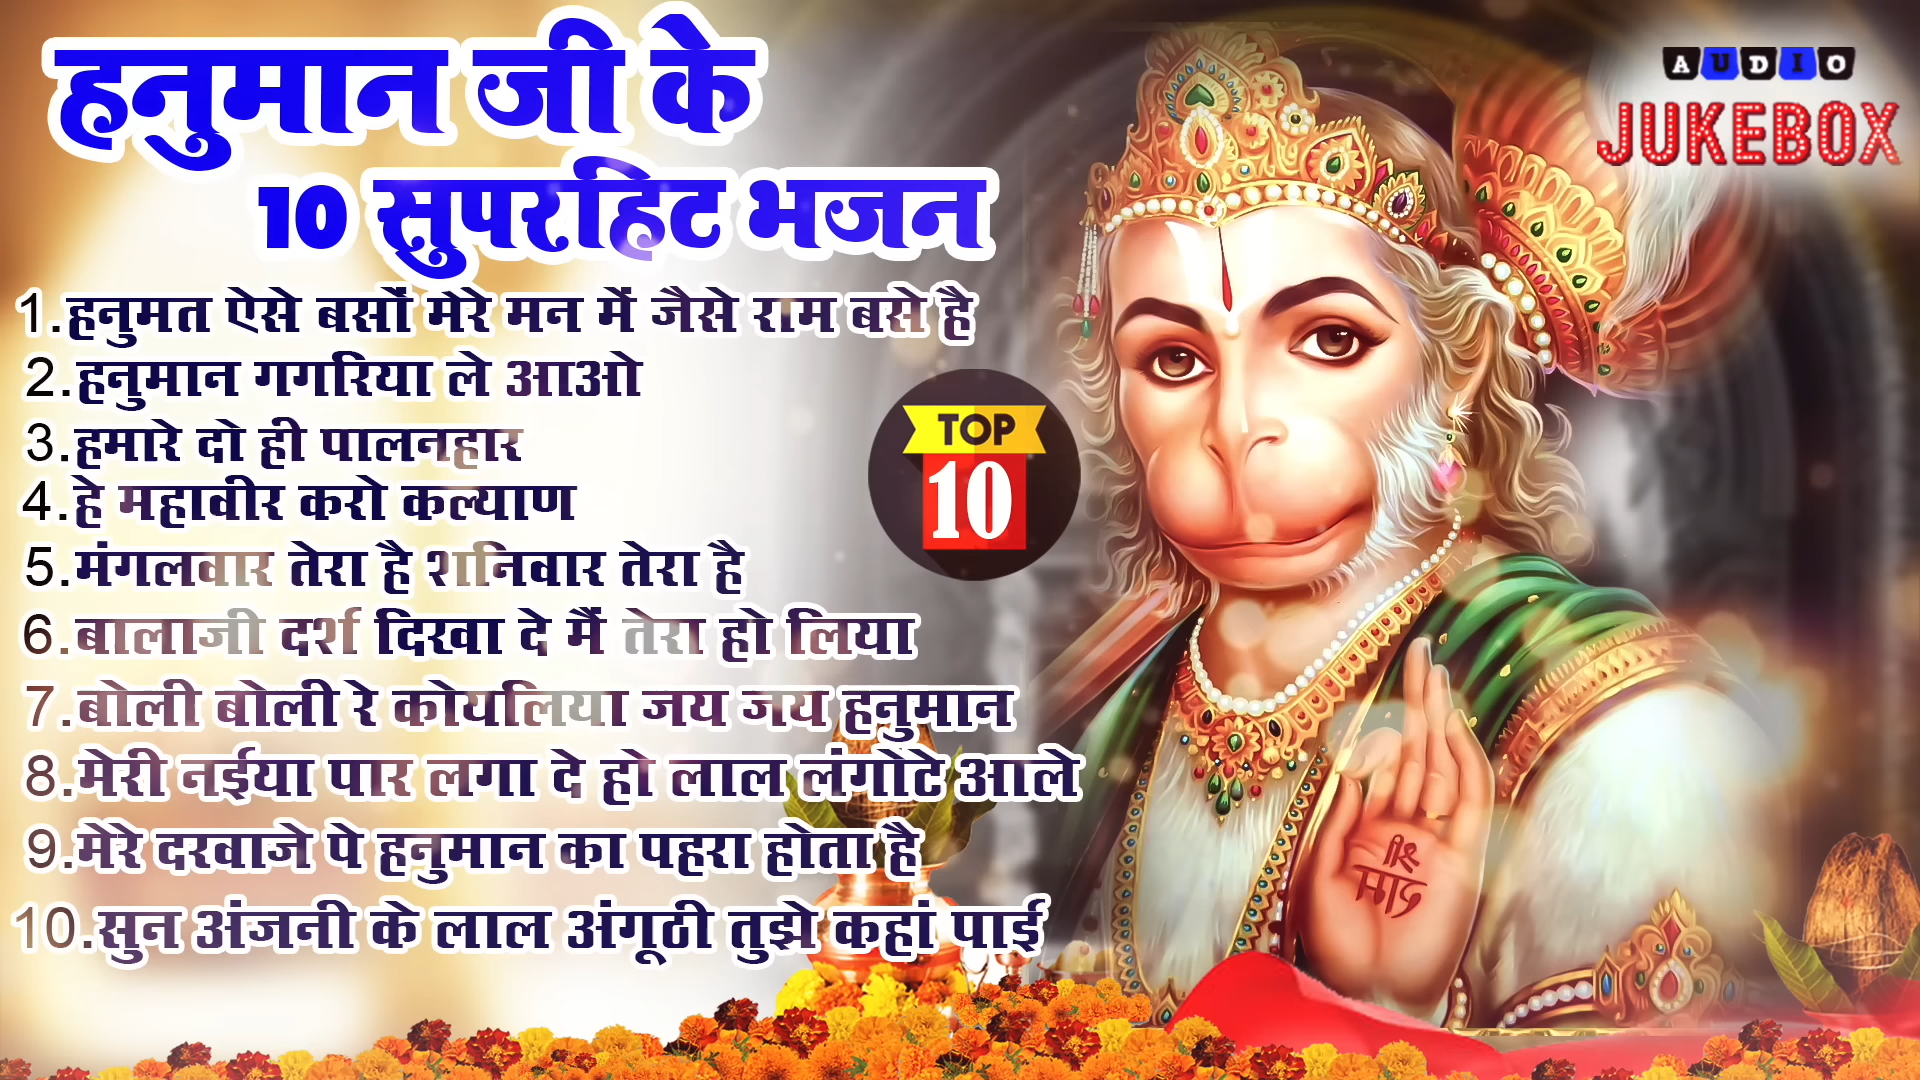 हनुमान जी के
10 सुपरहिट भजन
AUDIO
JUKEBOX
1.हनुमत ऐसे बसों मेरे मन में जैसे राम बसे है
2.हनुमान गगरिया ले आओ
3.हमारे दो ही पालनहार
4.हे महावीर करो कल्याण
5.मंगलवार तेरा है शनिवार तेरा है
6.बालाजी दर्श दिखा दे मैं तेरा हो लिया
7.बोली बोली रे कोयलिया जय जय हनुमान
8.मेरी नईया पार लगा दे हो लाल लंगोटे आले
9.मेरे दरवाजे पे हनुमान का पहरा होता है
10.सुन अंजनी के लाल अंगूठी तुझे कहां पाई
TOP
10